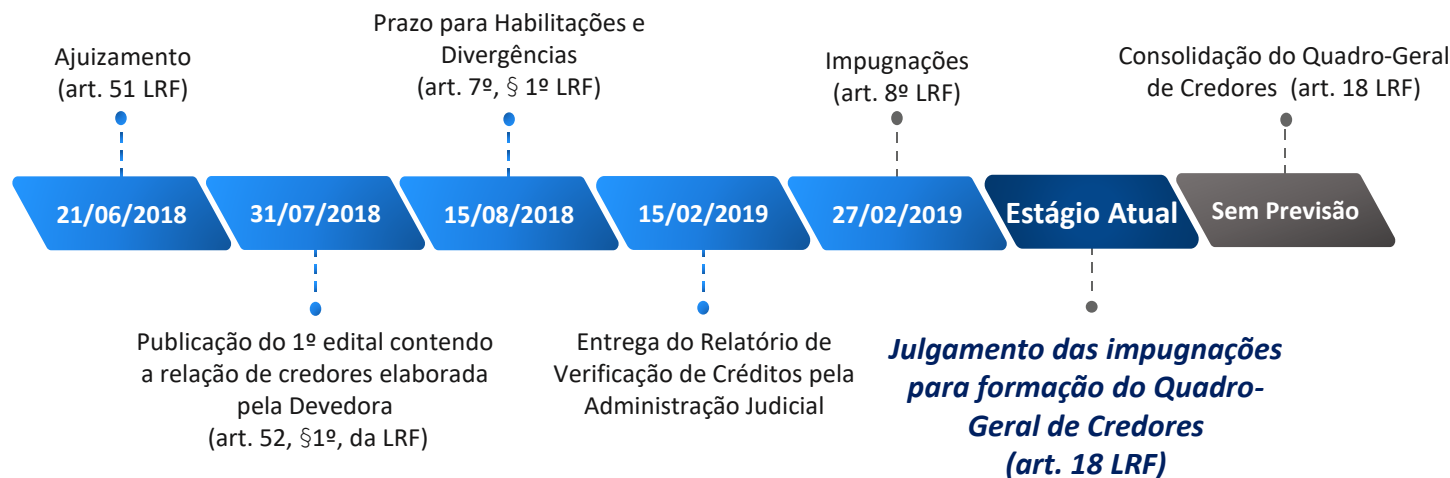 Ajuizamento
(art. 51 LRF)
Prazo para Habilitações e
Divergências
(art. 7º, § 1º LRF)
Impugnações
(art. 8º LRF)
Consolidação do Quadro-Geral
de Credores (art. 18 LRF)
21/06/2018
31/07/2018
15/08/2018
15/02/2019
27/02/2019
Estágio Atual
Sem Previsão
Publicação do 1º edital contendo
a relação de credores elaborada
pela Devedora
(art. 52, §1º, da LRF)
Entrega do Relatório de
Verificação de Créditos pela
Administração Judicial
Julgamento das impugnações
para formação do Quadro-
Geral de Credores
(art. 18 LRF)